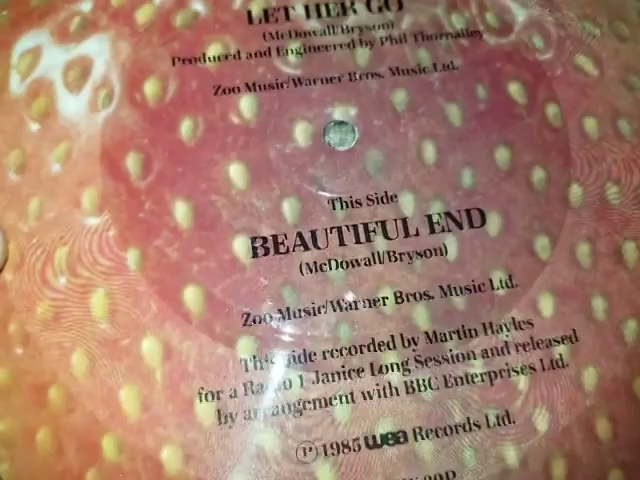 LET HER GO
(McDowall/Bryson)
Produced and Engineered by Phil Thornalley
Zoo Music/Warner Bros. Music Ltd.
This Side
BEAUTIFUL END
(McDowall/Bryson)
Zoo Music/Warner Bros. Music Ltd.
This Side recorded by Martin Hayles
for a Radio 1 Janice Long Session and released
by arrangement with BBC Enterprises Ltd.
Ⓟ 1985 wea Records Ltd.